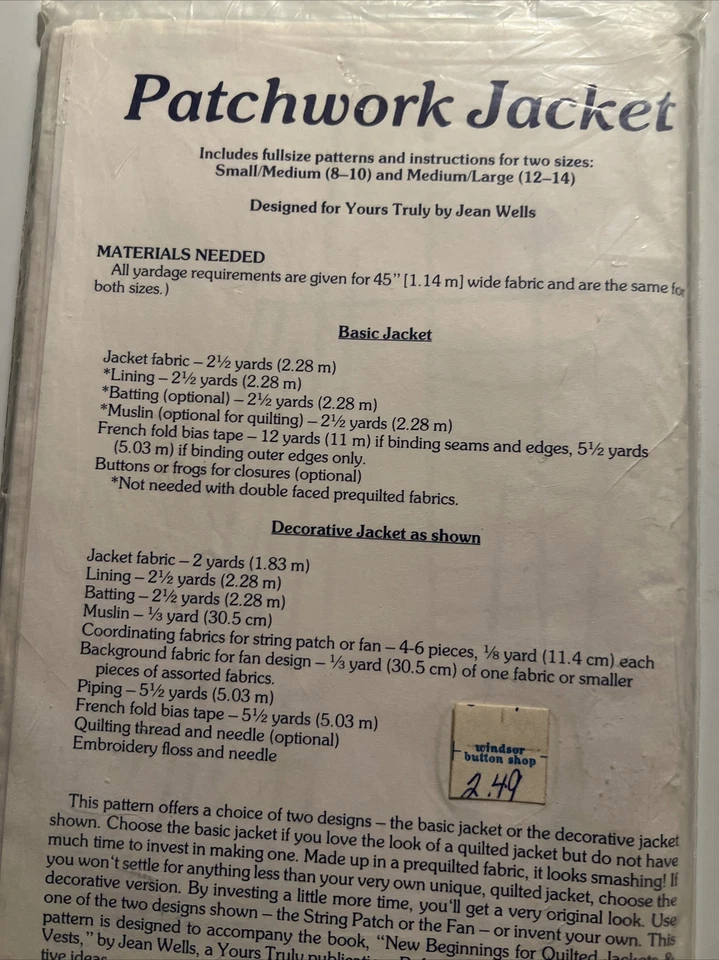 Patchwork Jacket
Includes fullsize patterns and instructions for two sizes:
Small/Medium (8–10) and Medium/Large (12–14)
Designed for Yours Truly by Jean Wells
MATERIALS NEEDED
All yardage requirements are given for 45" [1.14 m] wide fabric and are the same for
both sizes.)
Basic Jacket
Jacket fabric – 2½ yards (2.28 m)
*Lining – 2½ yards (2.28 m)
*Batting (optional) – 2½ yards (2.28 m)
*Muslin (optional for quilting) – 2½ yards (2.28 m)
French fold bias tape – 12 yards (11 m) if binding seams and edges, 5½ yards
(5.03 m) if binding outer edges only.
Buttons or frogs for closures (optional)
*Not needed with double faced prequilted fabrics.
Decorative Jacket as shown
Jacket fabric – 2 yards (1.83 m)
Lining – 2½ yards (2.28 m)
Batting – 2½ yards (2.28 m)
Muslin – ⅓ yard (30.5 cm)
Coordinating fabrics for string patch or fan – 4-6 pieces, ⅛ yard (11.4 cm) each
Background fabric for fan design – ⅓ yard (30.5 cm) of one fabric or smaller
pieces of assorted fabrics.
Piping – 5½ yards (5.03 m)
French fold bias tape – 5½ yards (5.03 m)
Quilting thread and needle (optional)
Embroidery floss and needle
windsor
button shop
2.49
This pattern offers a choice of two designs – the basic jacket or the decorative jacket
shown. Choose the basic jacket if you love the look of a quilted jacket but do not have
much time to invest in making one. Made up in a prequilted fabric, it looks smashing! If
you won't settle for anything less than your very own unique, quilted jacket, choose the
decorative version. By investing a little more time, you'll get a very original look. Use
one of the two designs shown – the String Patch or the Fan – or invent your own. This
pattern is designed to accompany the book, "New Beginnings for Quilted Jackets &
Vests," by Jean Wells, a Yours Truly publication.
tive ideas